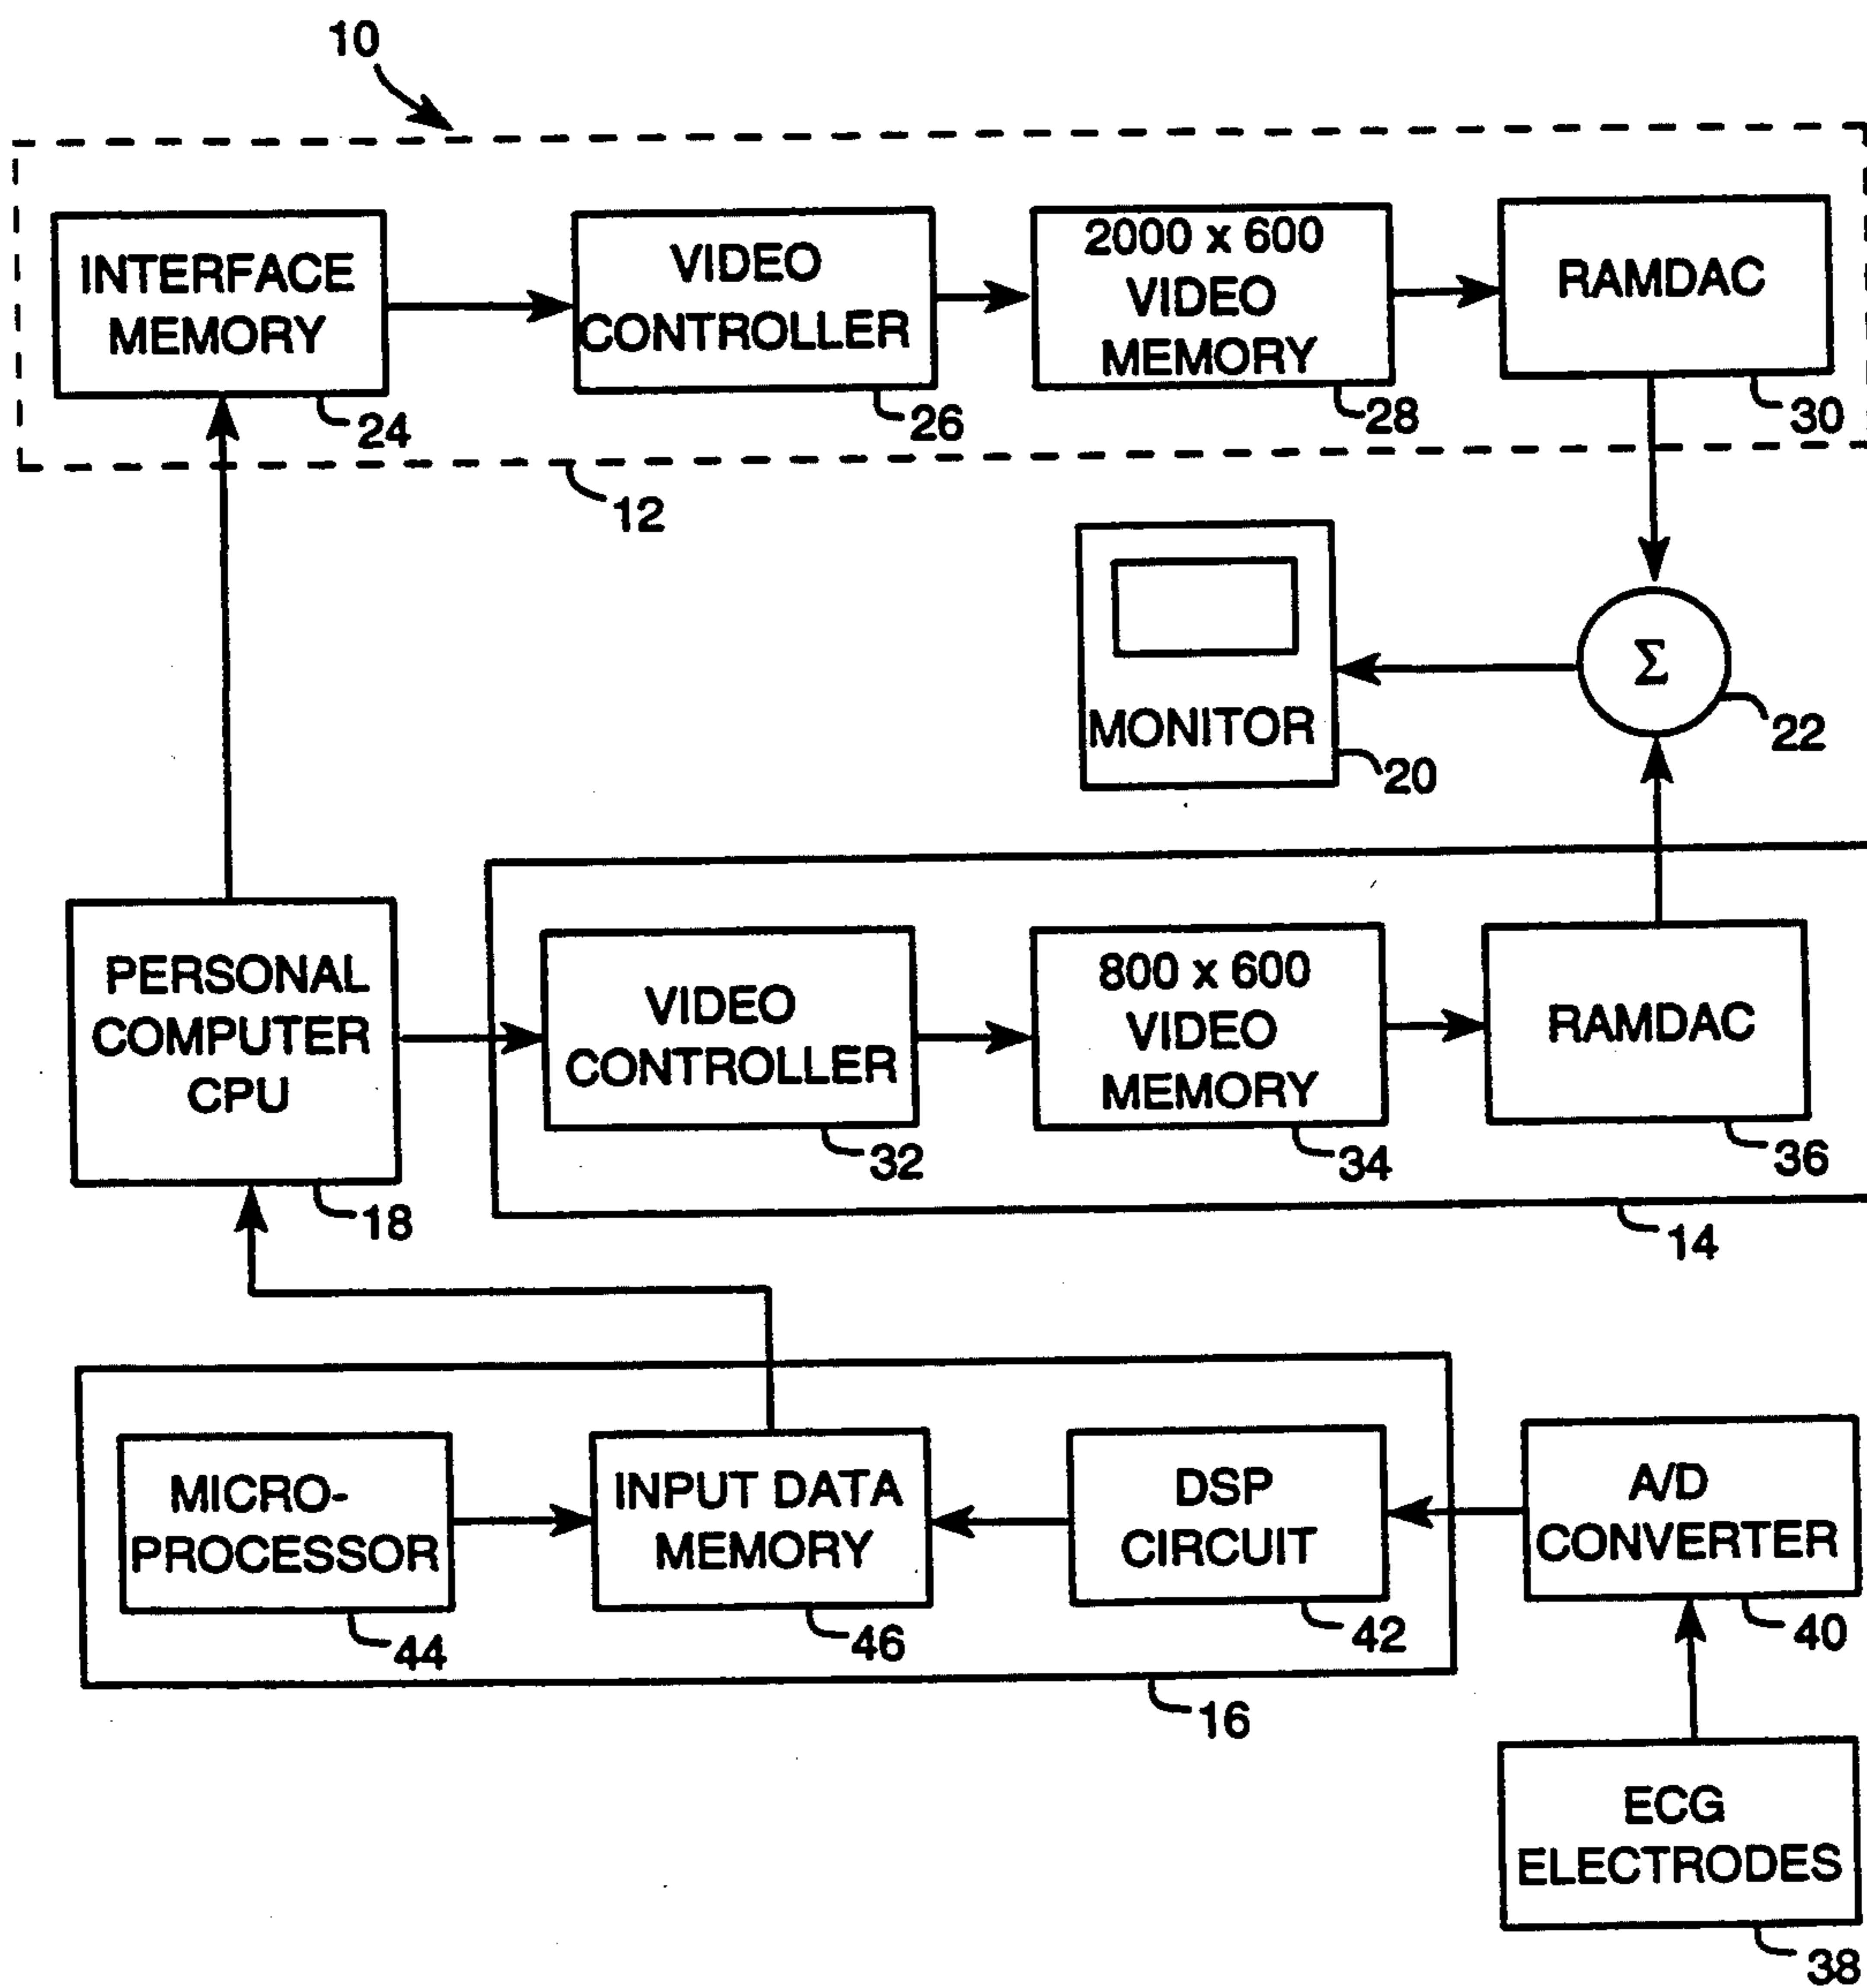 10
INTERFACE
MEMORY
24
VIDEO
CONTROLLER
26
2000 x 600
VIDEO
MEMORY
28
RAMDAC
30
12
MONITOR
20
Σ
22
PERSONAL
COMPUTER
CPU
18
VIDEO
CONTROLLER
32
800 x 600
VIDEO
MEMORY
34
RAMDAC
36
14
MICRO-
PROCESSOR
44
INPUT DATA
MEMORY
46
DSP
CIRCUIT
42
A/D
CONVERTER
40
16
ECG
ELECTRODES
38